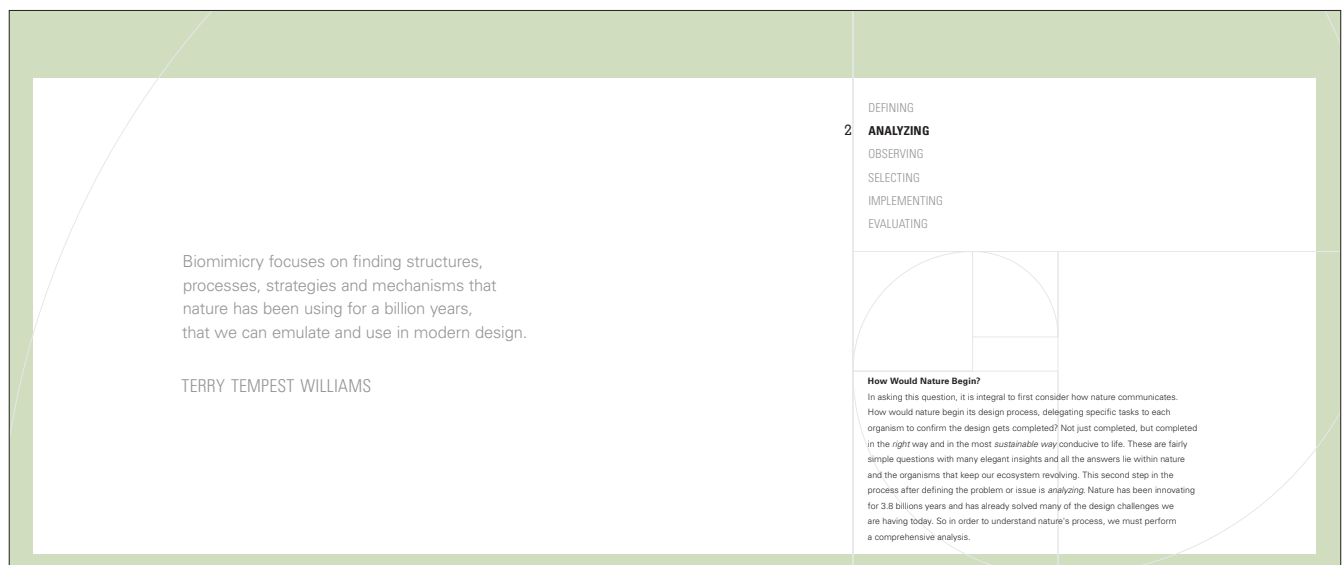 Biomimicry focuses on finding structures,
processes, strategies and mechanisms that
nature has been using for a billion years,
that we can emulate and use in modern design.
TERRY TEMPEST WILLIAMS
DEFINING
2 ANALYZING
OBSERVING
SELECTING
IMPLEMENTING
EVALUATING
How Would Nature Begin?
In asking this question, it is integral to first consider how nature communicates.
How would nature begin its design process, delegating specific tasks to each
organism to confirm the design gets completed? Not just completed, but completed
in the right way and in the most sustainable way conducive to life. These are fairly
simple questions with many elegant insights and all the answers lie within nature
and the organisms that keep our ecosystem revolving. This second step in the
process after defining the problem or issue is analyzing. Nature has been innovating
for 3.8 billions years and has already solved many of the design challenges we
are having today. So in order to understand nature's process, we must perform
a comprehensive analysis.